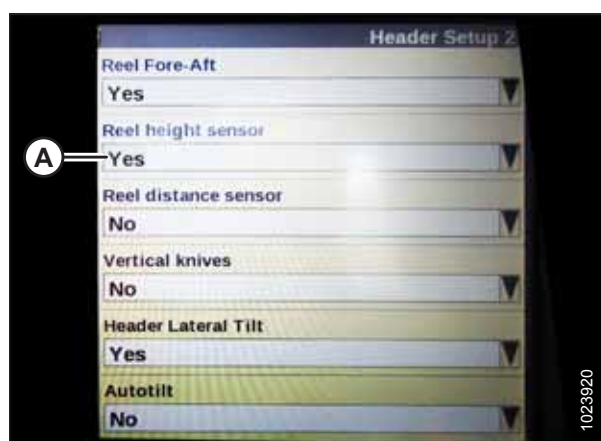 Header Setup 2
Reel Fore-Aft
Yes
Reel height sensor
A
Yes
Reel distance sensor
No
Vertical knives
No
Header Lateral Tilt
Yes
Autotilt
No
1023920